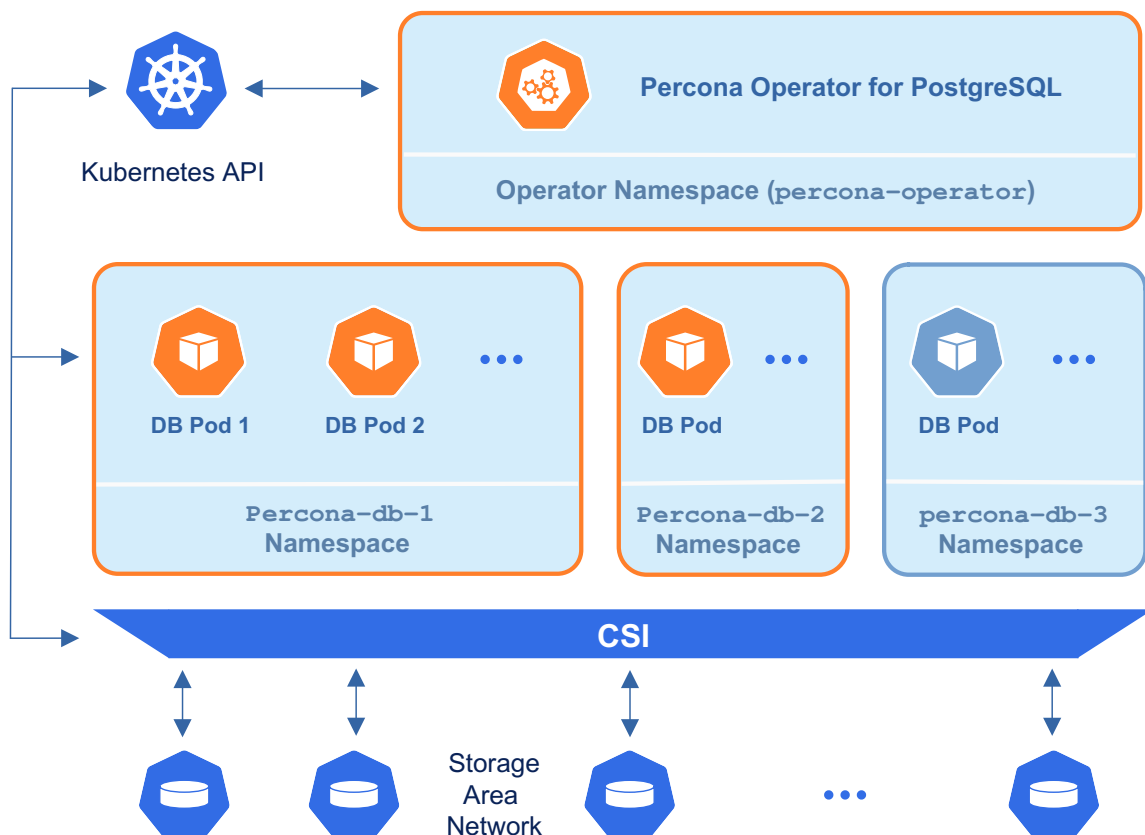 Percona Operator for PostgreSQL
Kubernetes API
Operator Namespace (percona-operator)
DB Pod 1
DB Pod 2
DB Pod
DB Pod
Percona-db-1
Namespace
Percona-db-2
Namespace
percona-db-3
Namespace
CSI
Storage
Area
Network